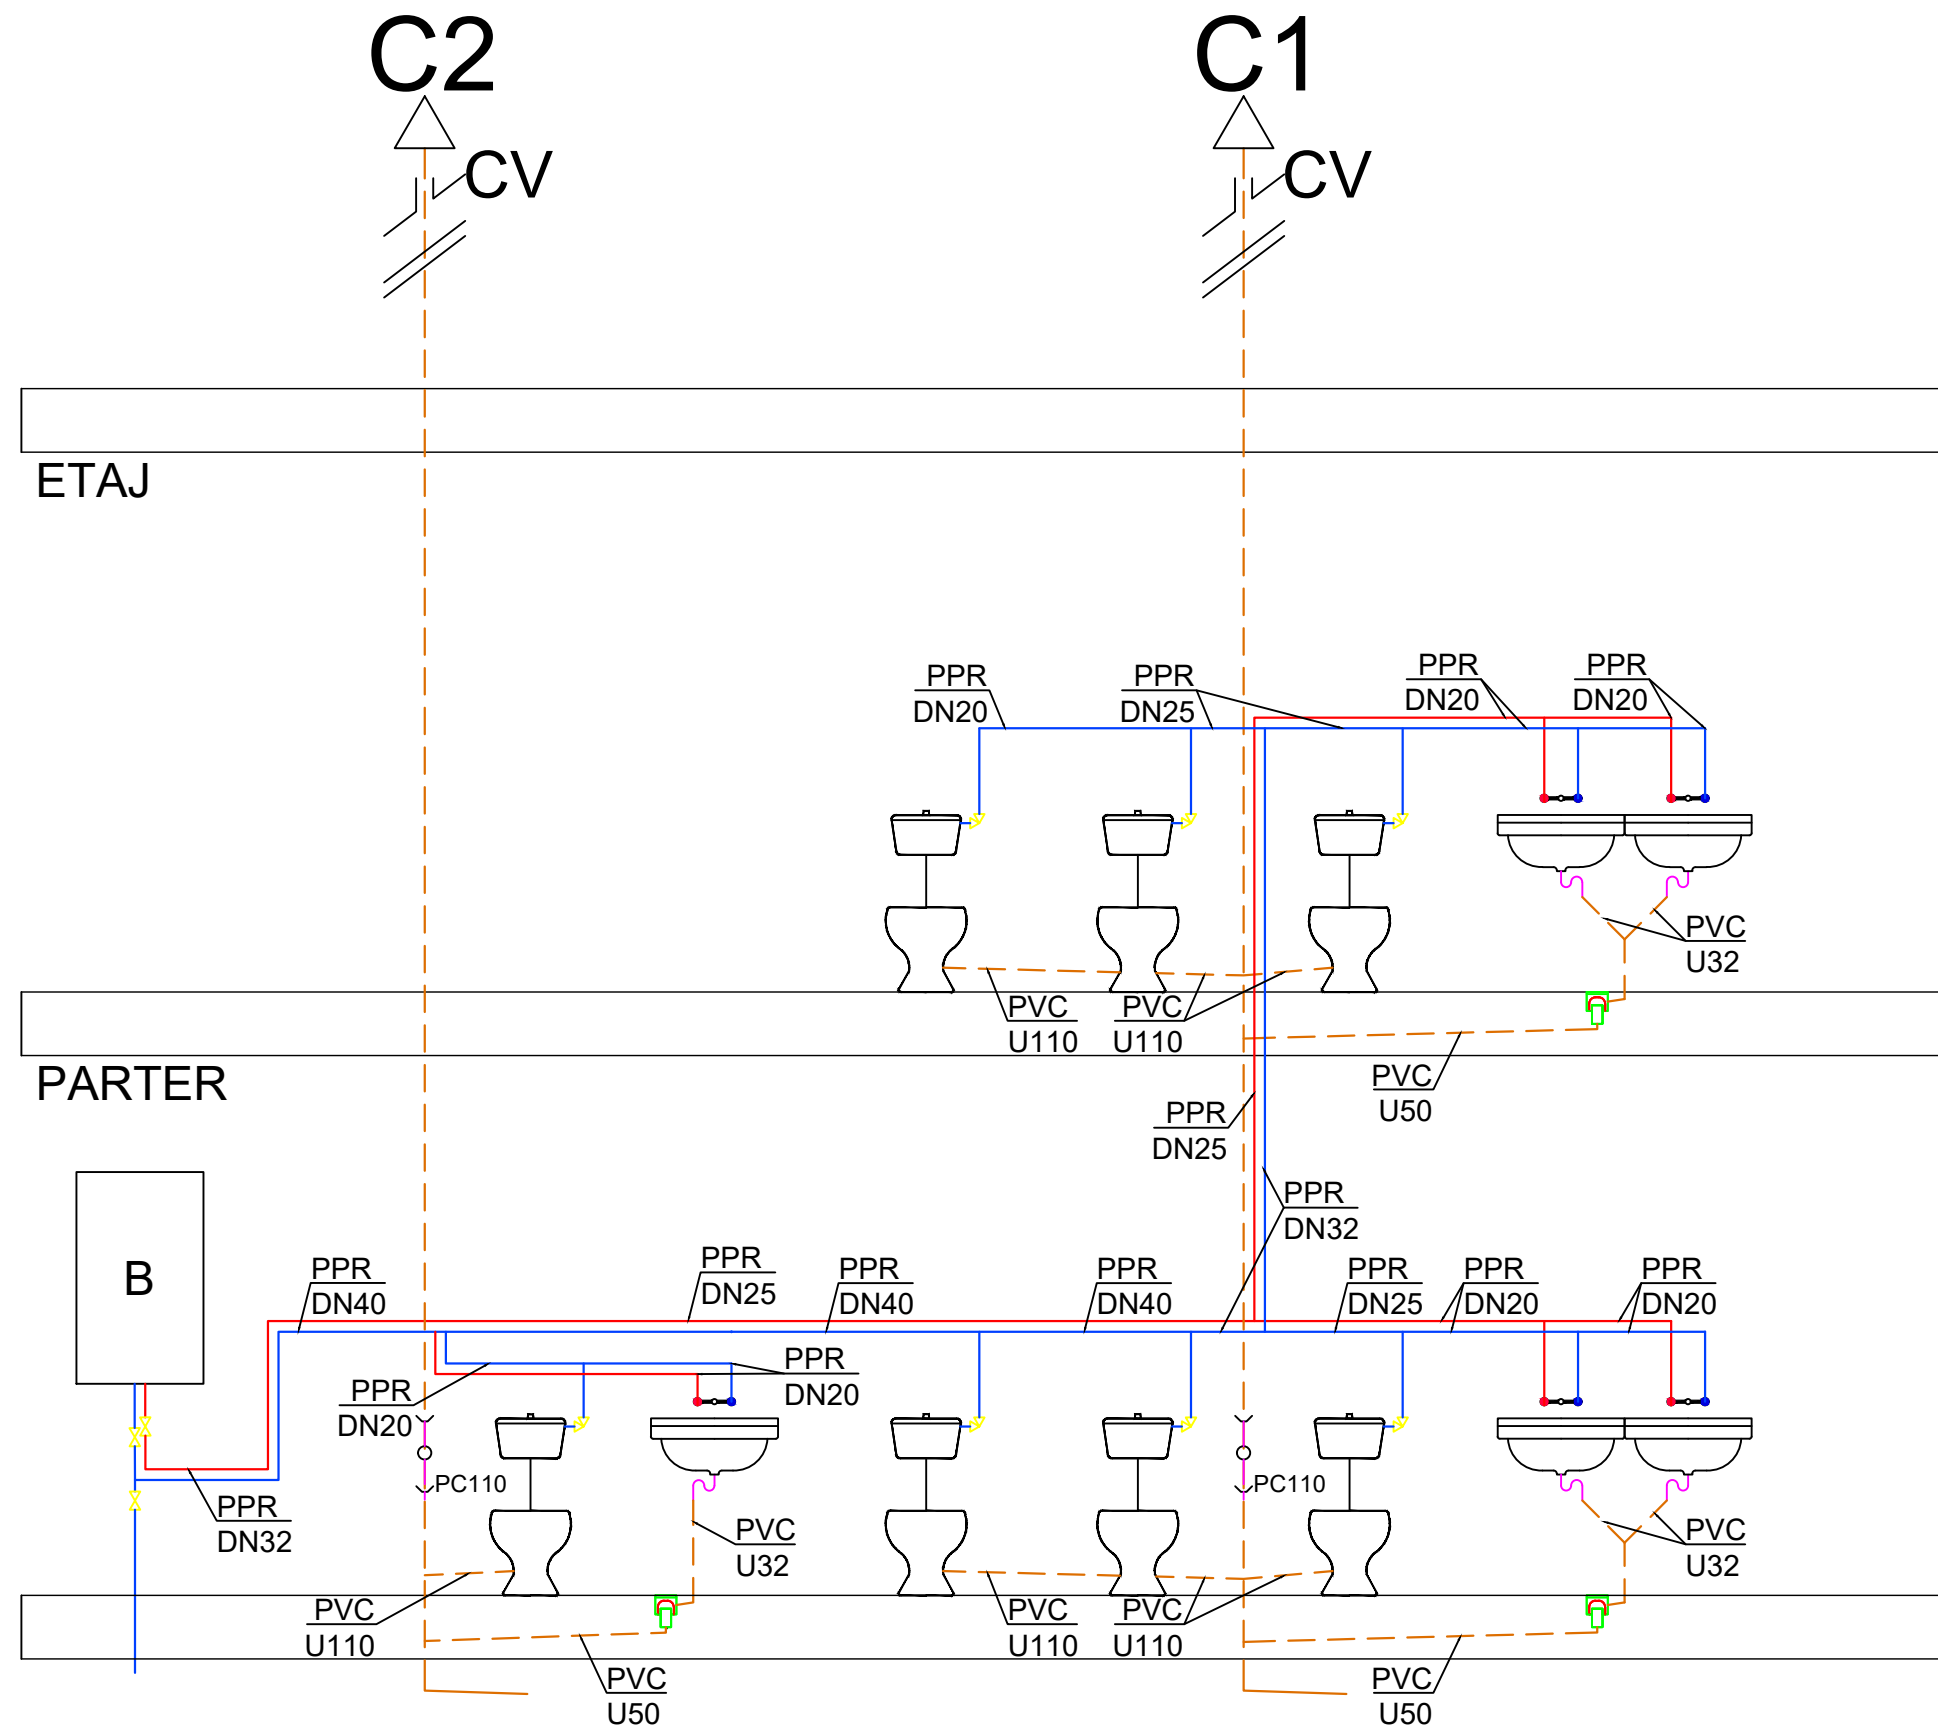 C2
C1
CV
CV
ETAJ
PPR
DN20
PPR
DN25
PPR
DN20
PPR
DN20
PVC
U32
PVC
U110
PVC
U110
PARTER
PVC
U50
PPR
DN25
PPR
DN32
B
PPR
DN40
PPR
DN25
PPR
DN40
PPR
DN40
PPR
DN25
PPR
DN20
PPR
DN20
PPR
DN20
PPR
DN20
PC110
PC110
PPR
DN32
PVC
U32
PVC
U32
PVC
U110
PVC
U110
PVC
U110
PVC
U50
PVC
U50